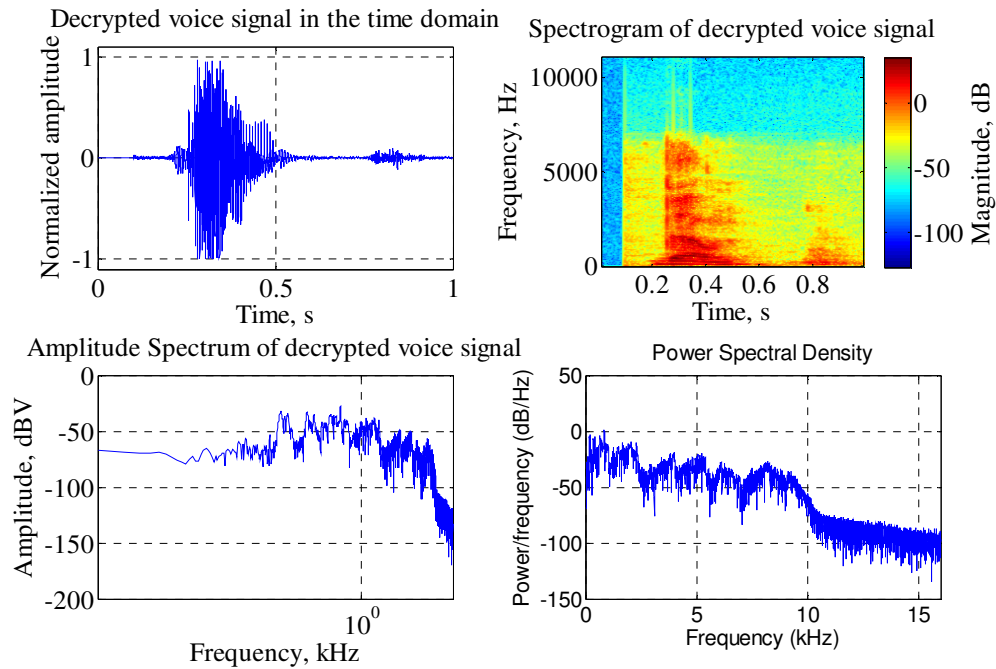 Decrypted voice signal in the time domain
Normalized amplitude
1
0
-1
0
0.5
1
Time, s
Spectrogram of decrypted voice signal
Frequency, Hz
10000
5000
0
0.2
0.4
0.6
0.8
Time, s
0
-50
-100
Magnitude, dB
Amplitude Spectrum of decrypted voice signal
Amplitude, dBV
0
-50
-100
-150
-200
10⁰
Frequency, kHz
Power Spectral Density
Power/frequency (dB/Hz)
50
0
-50
-100
-150
0
5
10
15
Frequency (kHz)